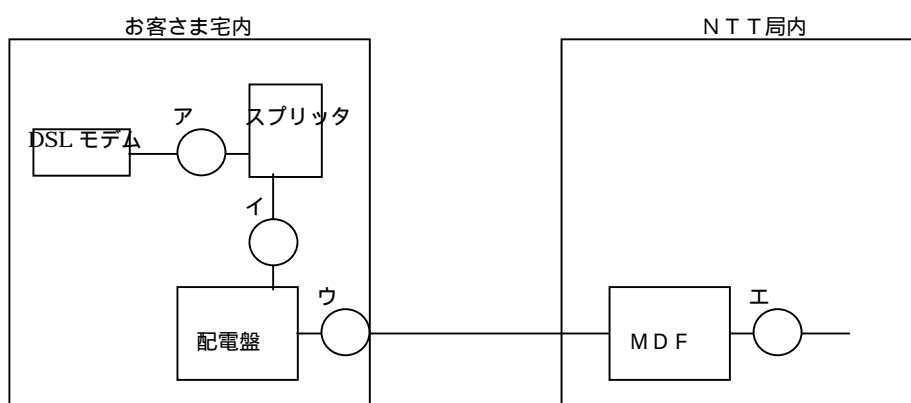 お客さま宅内
ＮＴＴ局内
ア
スプリッタ
DSL モデム
イ
ウ
エ
配電盤
ＭＤＦ